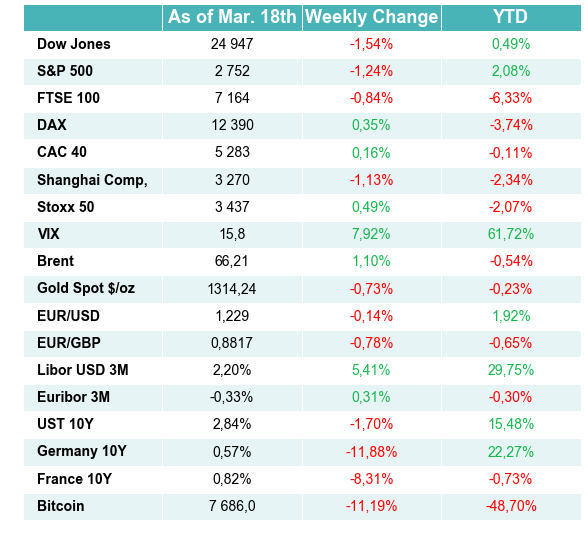 As of Mar. 18th Weekly Change YTD
Dow Jones 24 947 -1,54% 0,49%
S&P 500 2 752 -1,24% 2,08%
FTSE 100 7 164 -0,84% -6,33%
DAX 12 390 0,35% -3,74%
CAC 40 5 283 0,16% -0,11%
Shanghai Comp, 3 270 -1,13% -2,34%
Stoxx 50 3 437 0,49% -2,07%
VIX 15,8 7,92% 61,72%
Brent 66,21 1,10% -0,54%
Gold Spot $/oz 1314,24 -0,73% -0,23%
EUR/USD 1,229 -0,14% 1,92%
EUR/GBP 0,8817 -0,78% -0,65%
Libor USD 3M 2,20% 5,41% 29,75%
Euribor 3M -0,33% 0,31% -0,30%
UST 10Y 2,84% -1,70% 15,48%
Germany 10Y 0,57% -11,88% 22,27%
France 10Y 0,82% -8,31% -0,73%
Bitcoin 7 686,0 -11,19% -48,70%